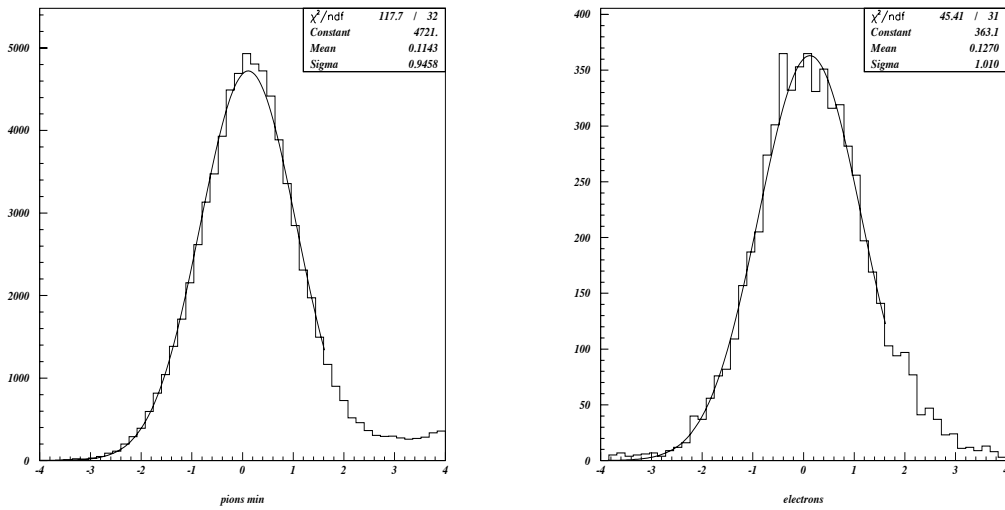 χ²/ndf 117.7 / 32
Constant 4721.
Mean 0.1143
Sigma 0.9458
5000
4000
3000
2000
1000
0
-4 -3 -2 -1 0 1 2 3 4
pions min
χ²/ndf 45.41 / 31
Constant 363.1
Mean 0.1270
Sigma 1.010
400
350
300
250
200
150
100
50
0
-4 -3 -2 -1 0 1 2 3 4
electrons